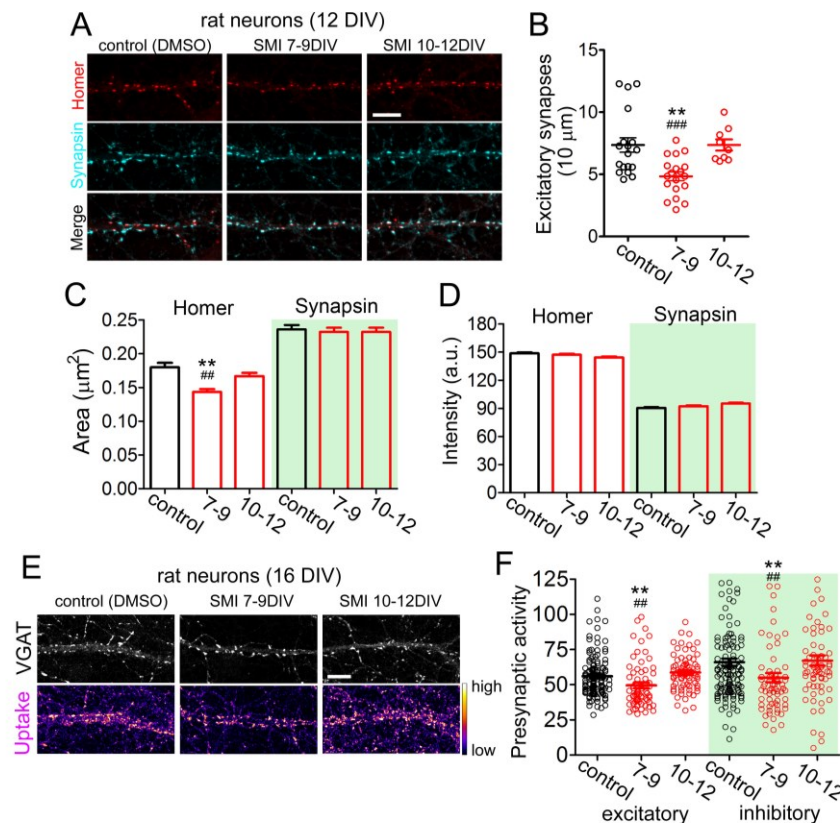 A
rat neurons (12 DIV)
control (DMSO) SMI 7-9DIV SMI 10-12DIV
Homer
Synapsin
Merge
B
Excitatory synapses
(10 μm)
15
10
5
0
**
###
control 7-9 10-12
C
Homer Synapsin
Area (μm²)
0.25
0.20
0.15
0.10
0.05
0.00
**
##
control 7-9 10-12 control 7-9 10-12
D
Homer Synapsin
Intensity (a.u.)
180
150
120
90
60
30
0
control 7-9 10-12 control 7-9 10-12
E
rat neurons (16 DIV)
control (DMSO) SMI 7-9DIV SMI 10-12DIV
VGAT
Uptake
high
low
F
Presynaptic activity
125
100
75
50
25
0
** **
## ##
control 7-9 10-12 control 7-9 10-12
excitatory inhibitory